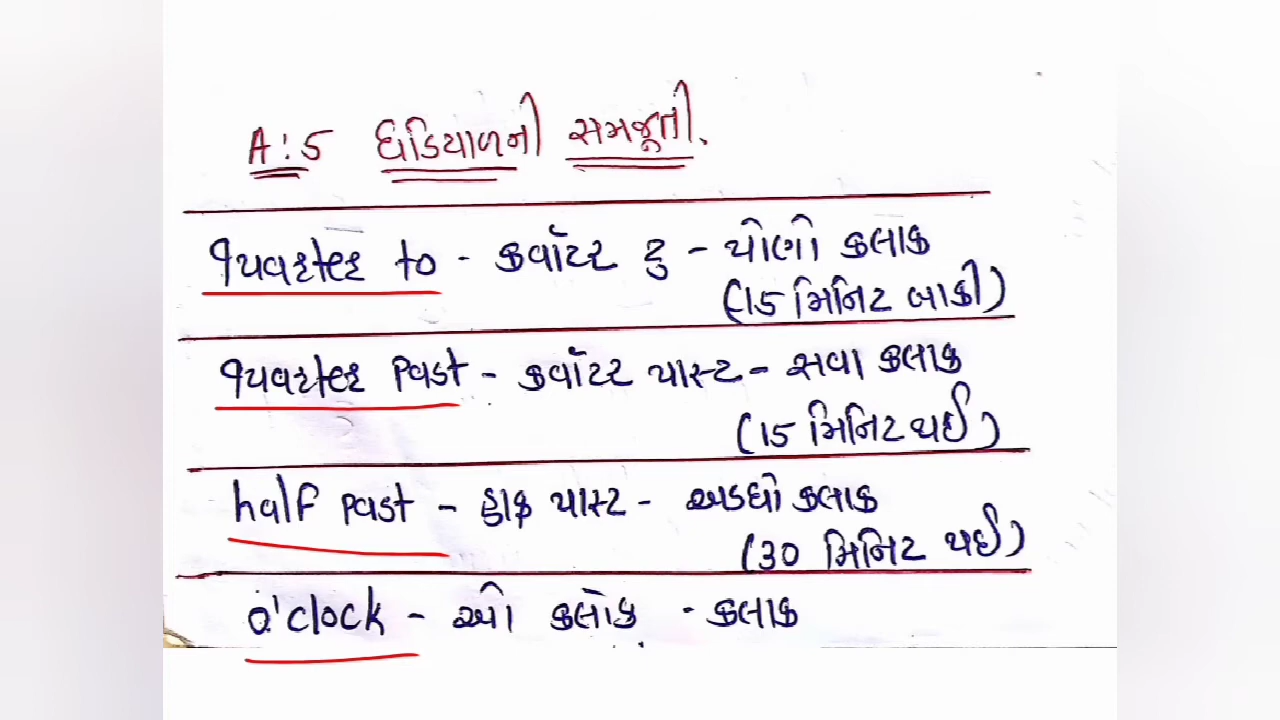 A:5 ઘડિયાળની સમજૂતી.
quarter to - ક્વૉટર ટુ - પોણો કલાક
(15 મિનિટ બાકી)
quarter past - ક્વૉટર પાસ્ટ - સવા કલાક
(15 મિનિટ થઈ)
half past - હાફ પાસ્ટ - અડધો કલાક
(30 મિનિટ થઈ)
o'clock - ઓ ક્લૉક - કલાક